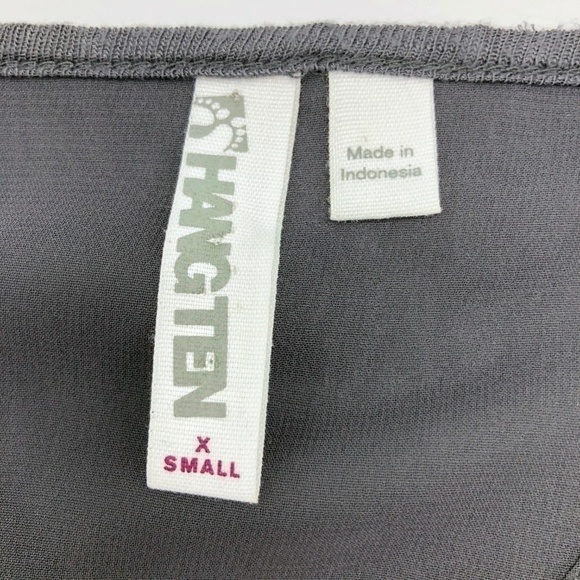 HANG TEN
X
SMALL
Made in
Indonesia